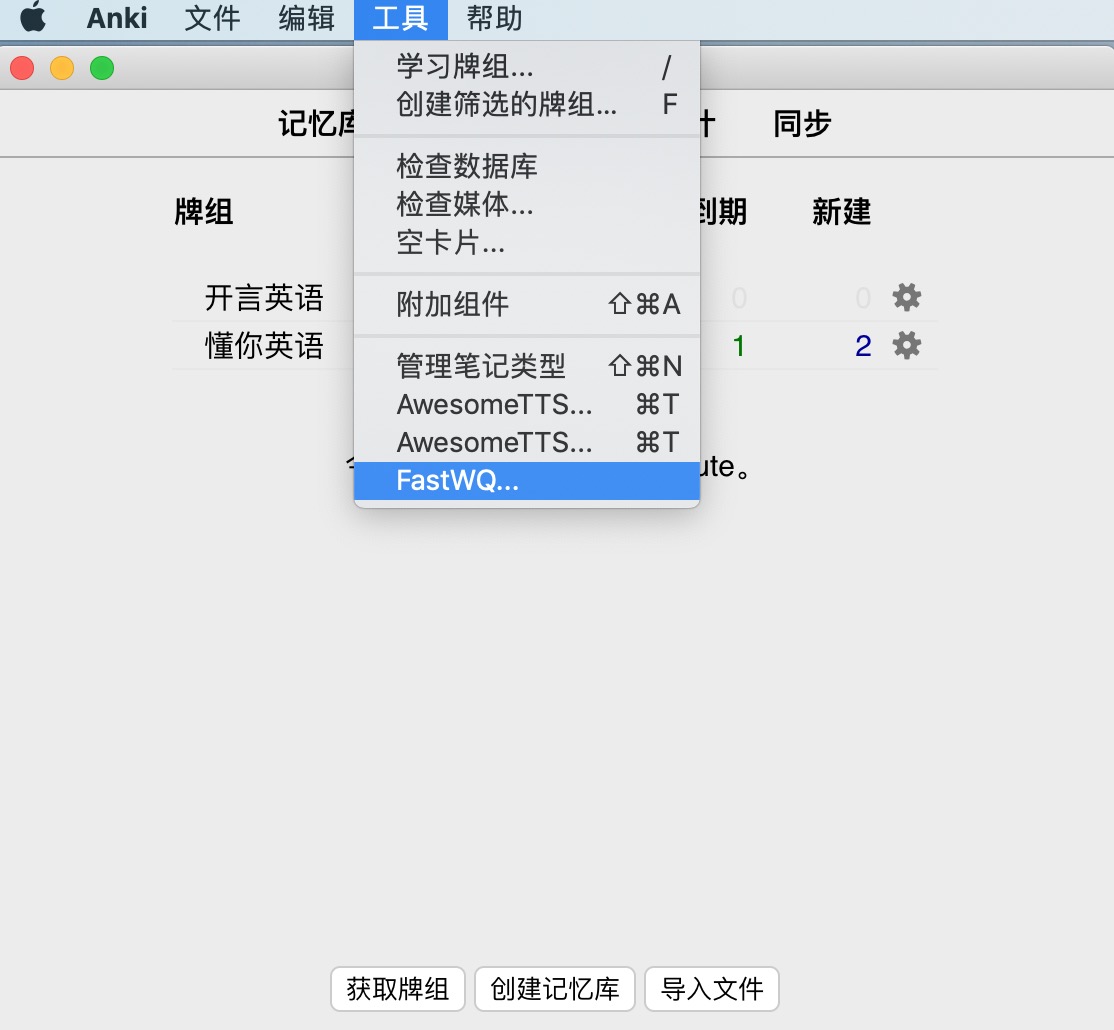 Anki 文件 编辑 工具 帮助
学习牌组... /
创建筛选的牌组... F
记忆库 同步
检查数据库
检查媒体...
牌组 到期 新建
空卡片...
开言英语 0 0
附加组件 ⇧⌘A
懂你英语 1 2
管理笔记类型 ⇧⌘N
AwesomeTTS... ⌘T
AwesomeTTS... ⌘T
FastWQ...
ute。
获取牌组 创建记忆库 导入文件